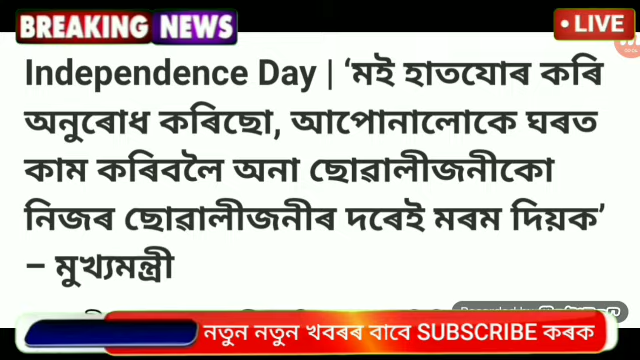 BREAKING NEWS
• LIVE
Independence Day | ‘মই হাতযোৰ কৰি
অনুৰোধ কৰিছো, আপোনালোকে ঘৰত
কাম কৰিবলৈ অনা ছোৱালীজনীকো
নিজৰ ছোৱালীজনীৰ দৰেই মৰম দিয়ক’
– মুখ্যমন্ত্ৰী
নতুন নতুন খবৰৰ বাবে SUBSCRIBE কৰক